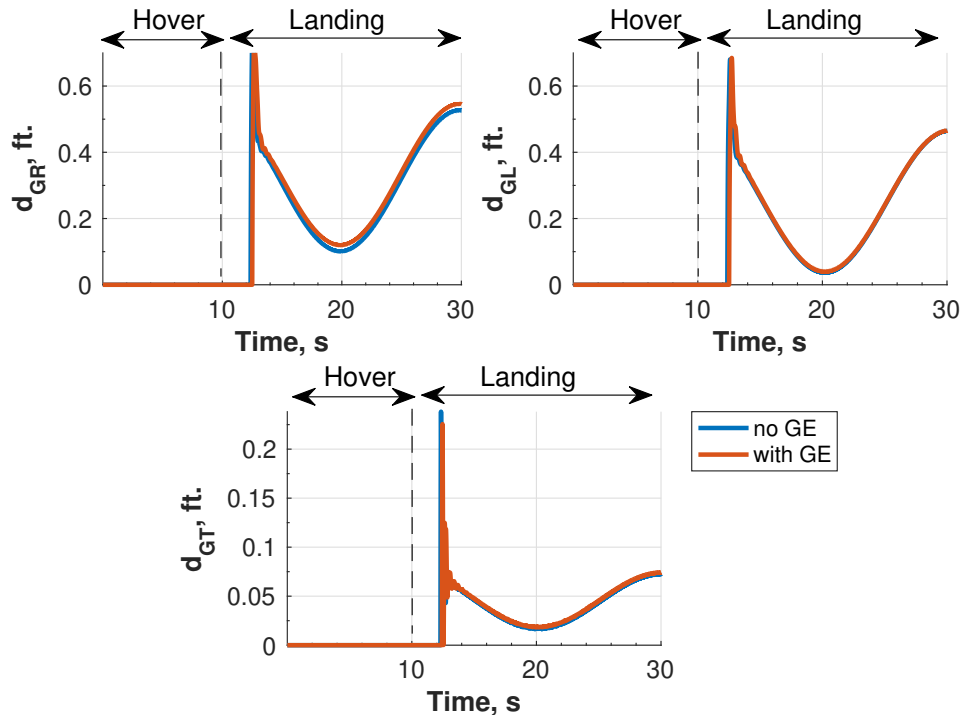 Hover Landing
d_GR, ft.
0.6
0.4
0.2
0
10 20 30
Time, s
Hover Landing
d_GL, ft.
0.6
0.4
0.2
0
10 20 30
Time, s
Hover Landing
d_GT, ft.
0.2
0.15
0.1
0.05
0
10 20 30
Time, s
no GE
with GE